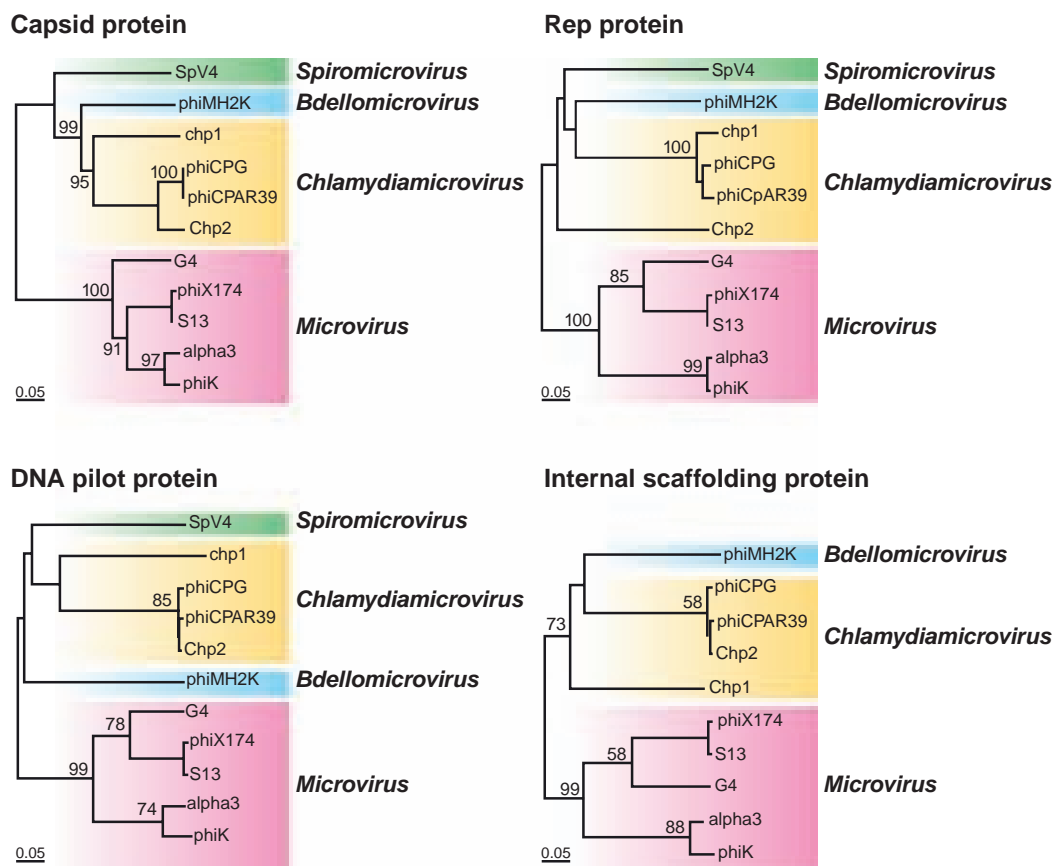 Capsid protein
SpV4
Spiromicrovirus
phiMH2K
Bdellomicrovirus
99
chp1
95
100
phiCPG
phiCPAR39
Chlamydiamicrovirus
Chp2
G4
100
phiX174
S13
Microvirus
91
97
alpha3
phiK
0.05
Rep protein
SpV4
Spiromicrovirus
phiMH2K
Bdellomicrovirus
chp1
100
phiCPG
phiCpAR39
Chlamydiamicrovirus
Chp2
G4
85
phiX174
S13
Microvirus
100
alpha3
99
phiK
0.05
DNA pilot protein
SpV4
Spiromicrovirus
chp1
85
phiCPG
Chlamydiamicrovirus
phiCPAR39
Chp2
phiMH2K
Bdellomicrovirus
G4
78
phiX174
99
S13
Microvirus
74
alpha3
phiK
0.05
Internal scaffolding protein
phiMH2K
Bdellomicrovirus
58
phiCPG
phiCPAR39
Chlamydiamicrovirus
73
Chp2
Chp1
phiX174
58
S13
Microvirus
G4
99
88
alpha3
phiK
0.05